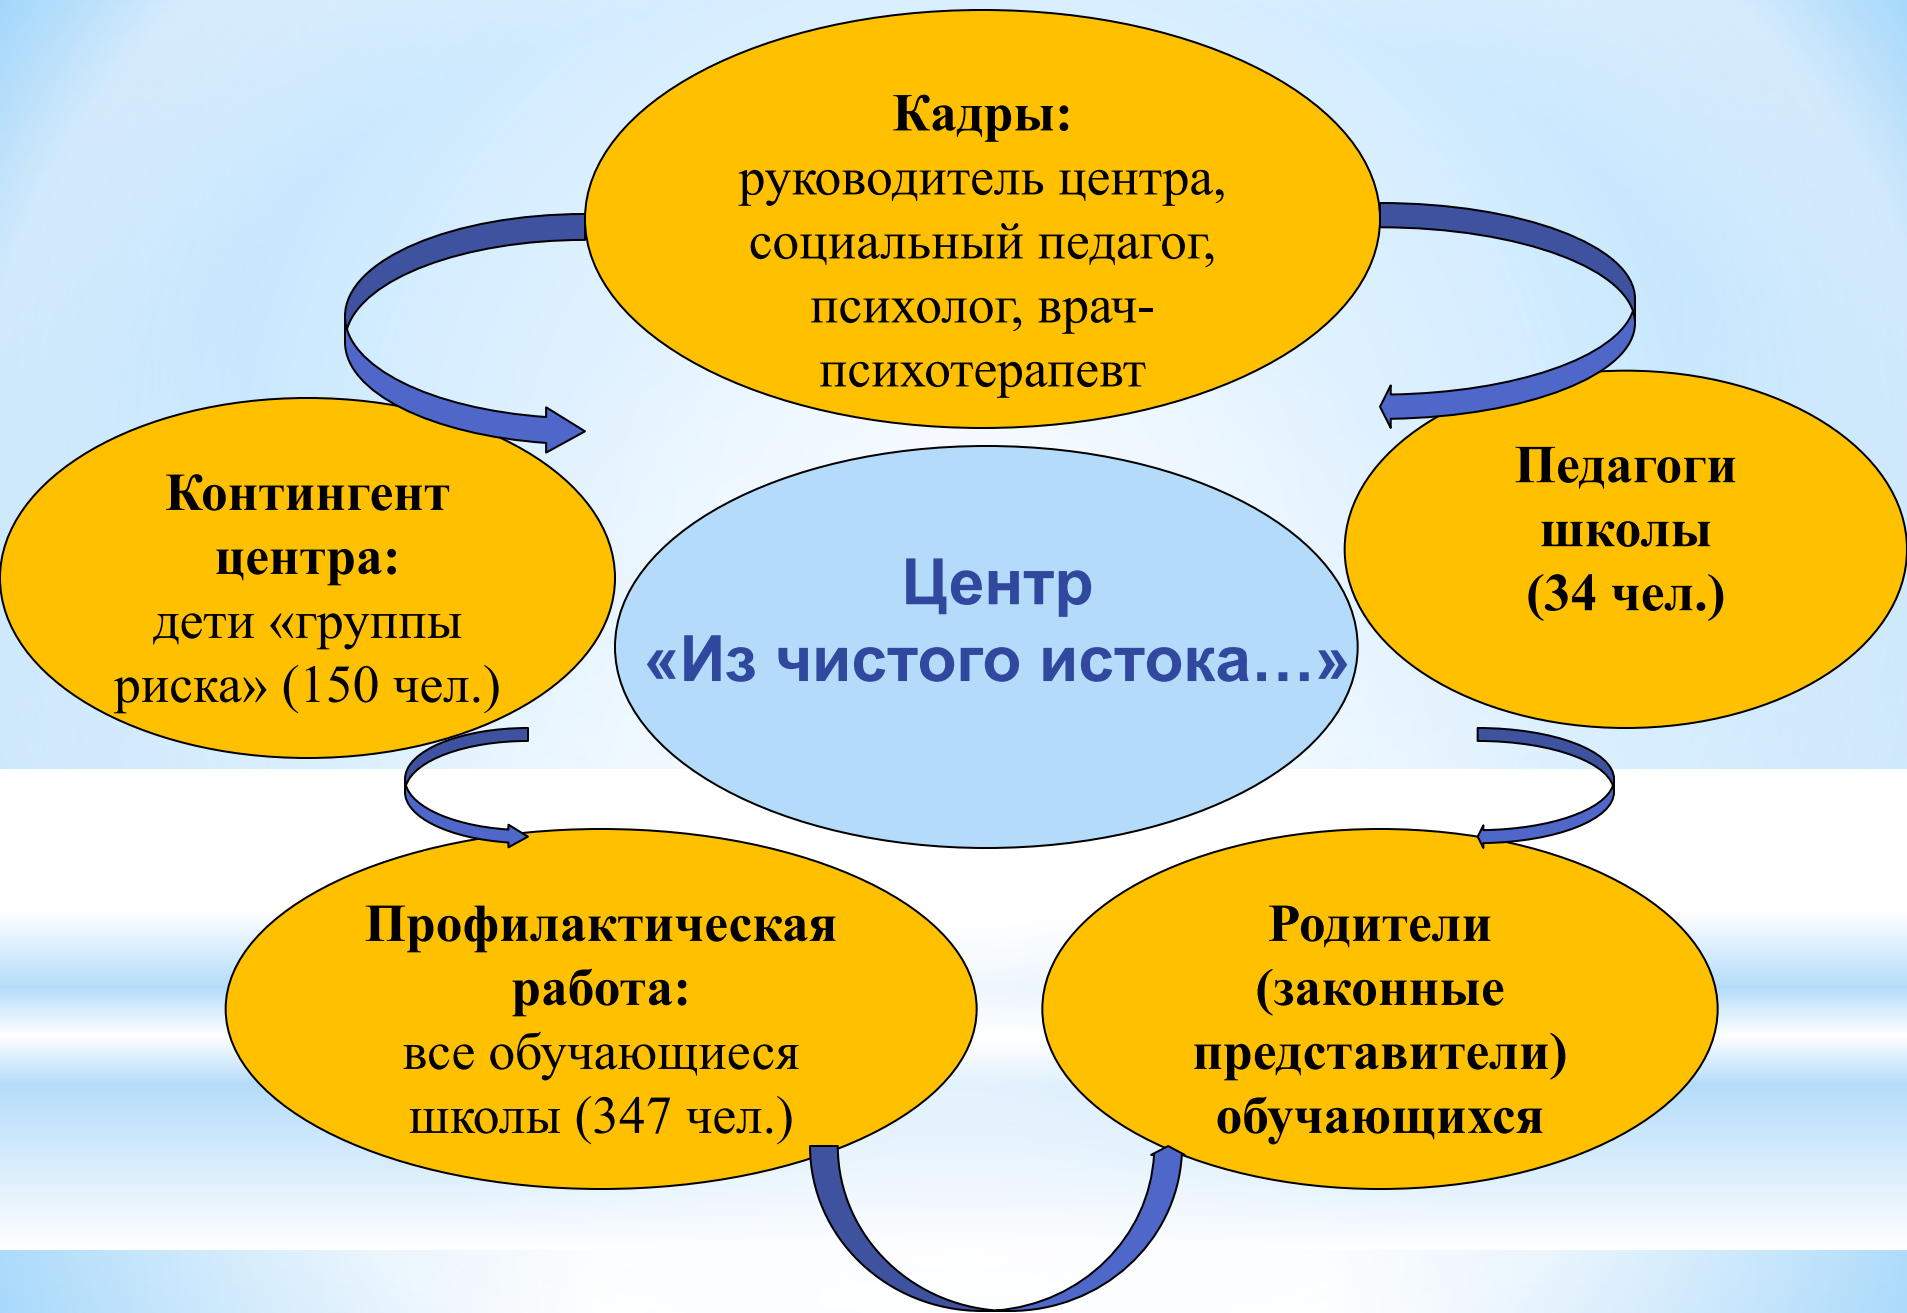 Кадры:
руководитель центра,
социальный педагог,
психолог, врач-
психотерапевт
Контингент
центра:
дети «группы
риска» (150 чел.)
Центр
«Из чистого истока…»
Педагоги
школы
(34 чел.)
Профилактическая
работа:
все обучающиеся
школы (347 чел.)
Родители
(законные
представители)
обучающихся